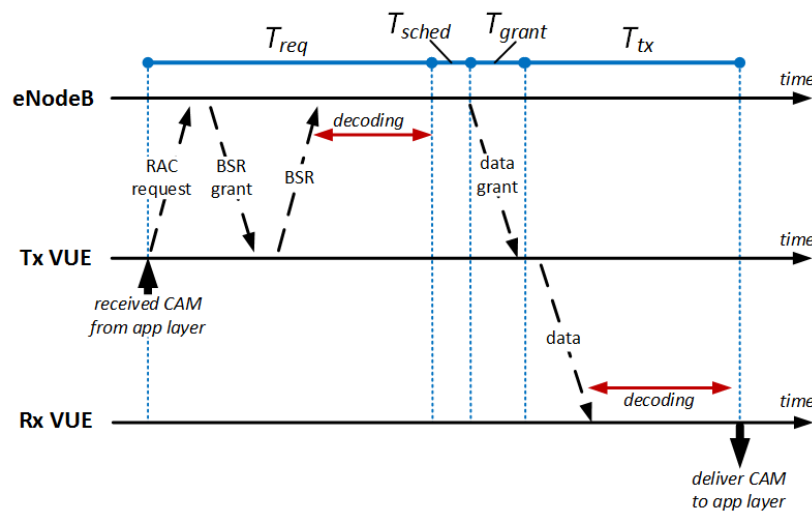 T_req
T_sched
T_grant
T_tx
time
eNodeB
decoding
RAC
request
BSR
grant
BSR
data
grant
time
Tx VUE
received CAM
from app layer
data
decoding
time
Rx VUE
deliver CAM
to app layer